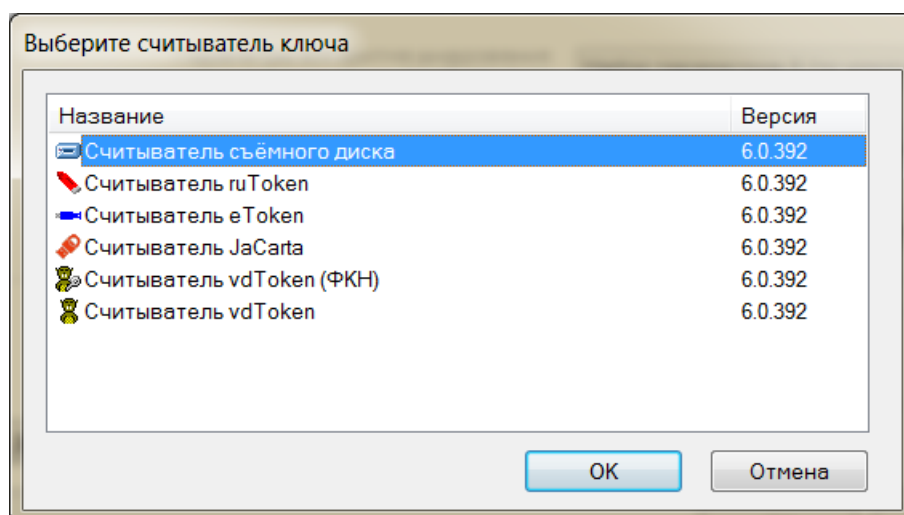 Выберите считыватель ключа
Название Версия
Считыватель съёмного диска 6.0.392
Считыватель ruToken 6.0.392
Считыватель eToken 6.0.392
Считыватель JaCarta 6.0.392
Считыватель vdToken (ФКН) 6.0.392
Считыватель vdToken 6.0.392
OK Отмена